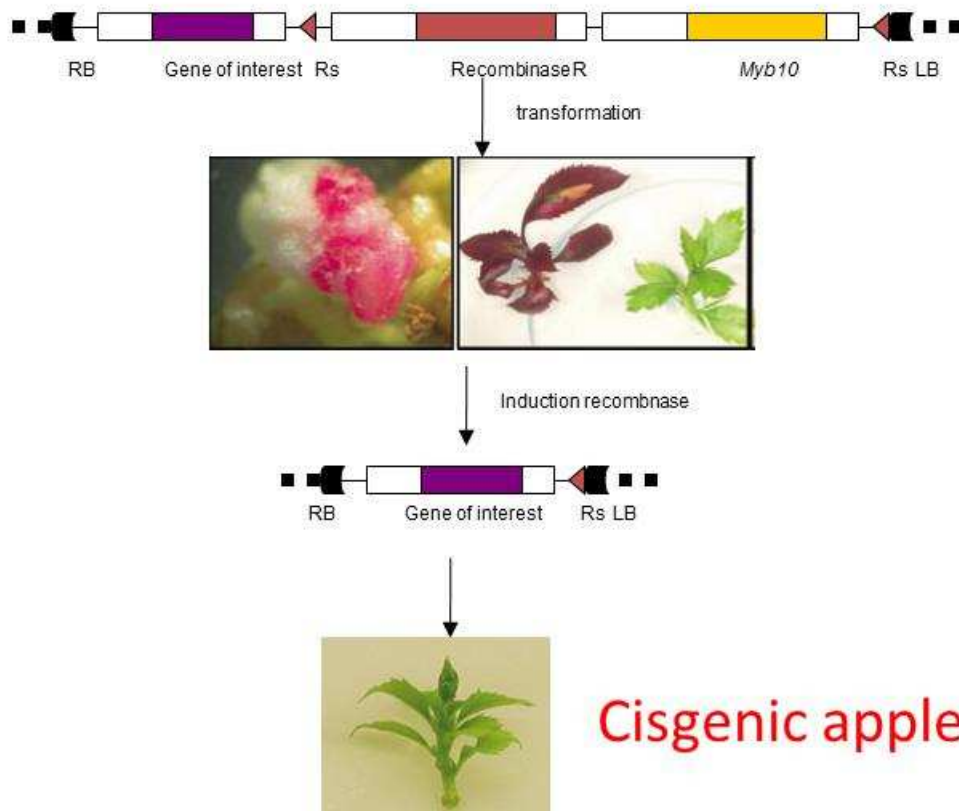 RB Gene of interest Rs RecombinaseR Myb10 Rs LB
transformation
Induction recombnase
RB Gene of interest Rs LB
Cisgenic apple